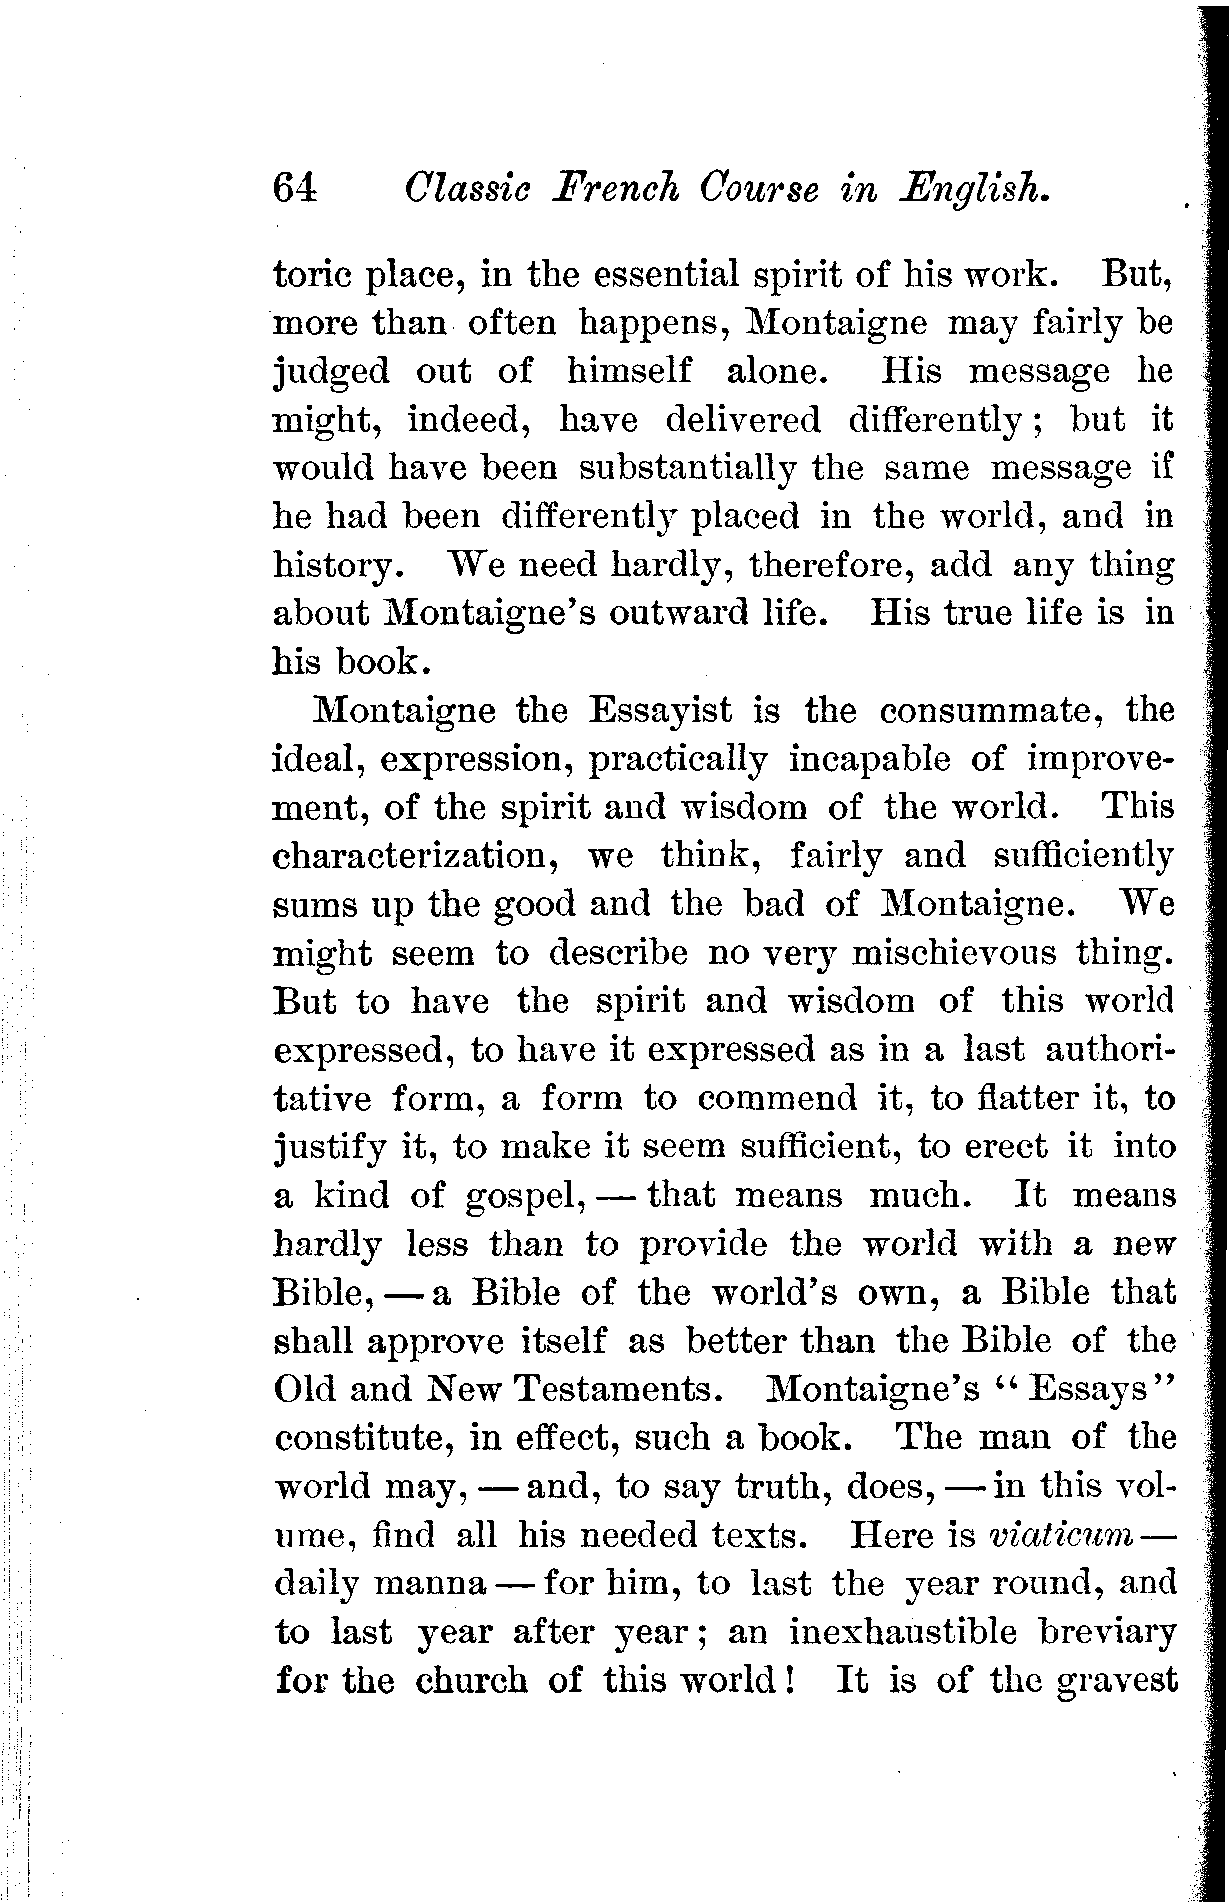 64 Classic French Course in English.
toric place, in the essential spirit of his work. But,
more than often happens, Montaigne may fairly be
judged out of himself alone. His message he
might, indeed, have delivered differently; but it
would have been substantially the same message if
he had been differently placed in the world, and in
history. We need hardly, therefore, add any thing
about Montaigne's outward life. His true life is in
his book.
Montaigne the Essayist is the consummate, the
ideal, expression, practically incapable of improve-
ment, of the spirit and wisdom of the world. This
characterization, we think, fairly and sufficiently
sums up the good and the bad of Montaigne. We
might seem to describe no very mischievous thing.
But to have the spirit and wisdom of this world
expressed, to have it expressed as in a last authori-
tative form, a form to commend it, to flatter it, to
justify it, to make it seem sufficient, to erect it into
a kind of gospel, — that means much. It means
hardly less than to provide the world with a new
Bible, — a Bible of the world's own, a Bible that
shall approve itself as better than the Bible of the
Old and New Testaments. Montaigne's "Essays"
constitute, in effect, such a book. The man of the
world may, — and, to say truth, does, — in this vol-
ume, find all his needed texts. Here is viaticum —
daily manna — for him, to last the year round, and
to last year after year; an inexhaustible breviary
for the church of this world! It is of the gravest